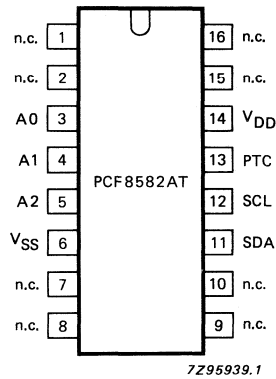 n.c. 1 16 n.c.
n.c. 2 15 n.c.
A0 3 14 VDD
A1 4 13 PTC
PCF8582AT
A2 5 12 SCL
VSS 6 11 SDA
n.c. 7 10 n.c.
n.c. 8 9 n.c.
7Z95939.1